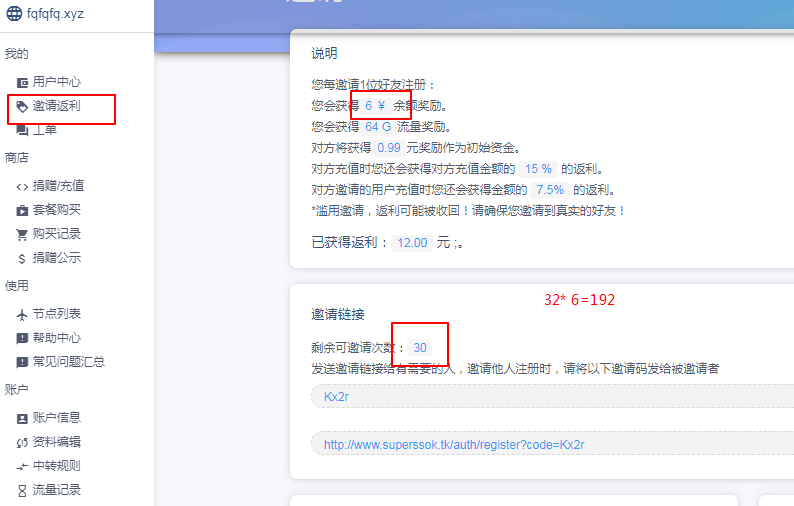 fqfqfq.xyz
我的
用户中心
邀请返利
工单
商店
捐赠/充值
套餐购买
购买记录
捐赠公示
使用
节点列表
帮助中心
常见问题汇总
账户
账户信息
资料编辑
中转规则
流量记录
说明
您每邀请1位好友注册：
您会获得 6 ¥ 余额奖励。
您会获得 64 G 流量奖励。
对方将获得 0.99 元奖励作为初始资金。
对方充值时您还会获得对方充值金额的 15 % 的返利。
对方邀请的用户充值时您还会获得金额的 7.5% 的返利。
*滥用邀请，返利可能被收回！请确保您邀请到真实的好友！
已获得返利： 12.00 元 ;。
32* 6=192
邀请链接
剩余可邀请次数： 30
发送邀请链接给有需要的人，邀请他人注册时，请将以下邀请码发给被邀请者
Kx2r
http://www.superssok.tk/auth/register?code=Kx2r